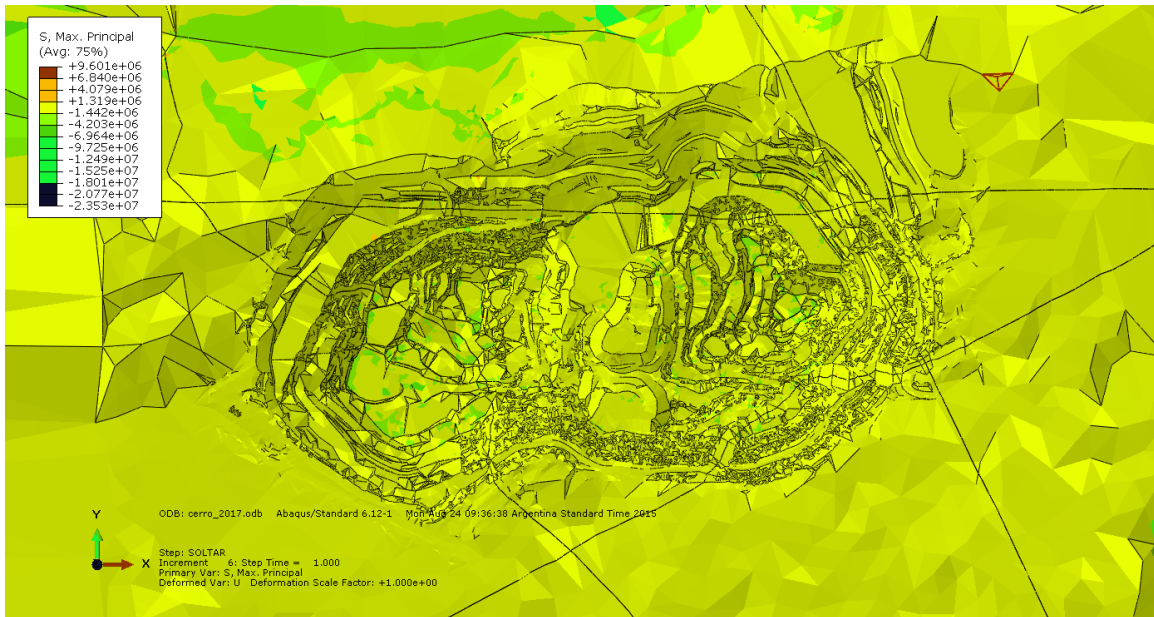 S, Max. Principal
(Avg: 75%)
+9.601e+06
+6.840e+06
+4.079e+06
+1.319e+06
-1.442e+06
-4.203e+06
-6.964e+06
-9.725e+06
-1.249e+07
-1.525e+07
-1.801e+07
-2.077e+07
-2.353e+07
ODB: cerro_2017.odb Abaqus/Standard 6.12-1 Mon Aug 24 09:36:38 Argentina Standard Time 2015
Y
X
Step: SOLTAR
Increment 6: Step Time = 1.000
Primary Var: S, Max. Principal
Deformed Var: U Deformation Scale Factor: +1.000e+00